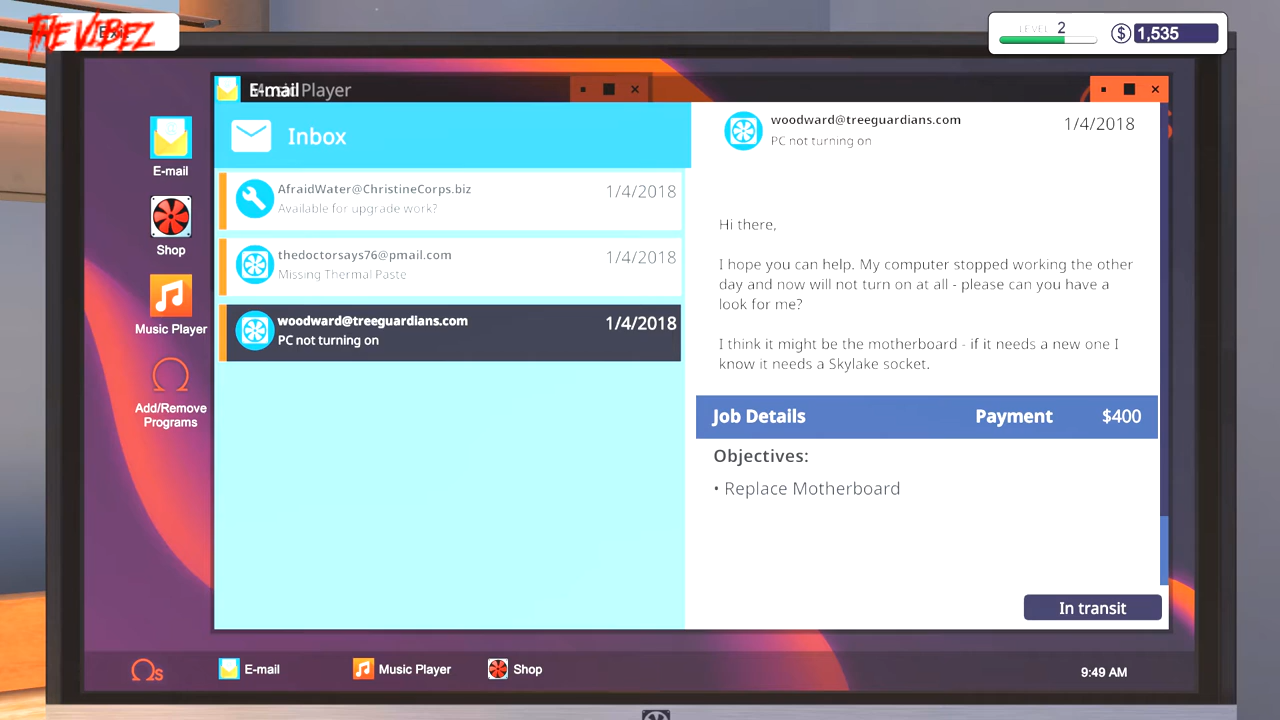 THE VIBEZ
LEVEL 2
$ 1,535
E-mail
Player
Inbox
AfraidWater@ChristineCorps.biz
1/4/2018
Available for upgrade work?
thedoctorsays76@pmail.com
1/4/2018
Missing Thermal Paste
woodward@treeguardians.com
1/4/2018
PC not turning on
woodward@treeguardians.com
1/4/2018
PC not turning on
Hi there,
I hope you can help. My computer stopped working the other
day and now will not turn on at all - please can you have a
look for me?
I think it might be the motherboard - if it needs a new one I
know it needs a Skylake socket.
Job Details Payment $400
Objectives:
• Replace Motherboard
In transit
E-mail
Shop
Music Player
Add/Remove
Programs
Ωs
E-mail
Music Player
Shop
9:49 AM